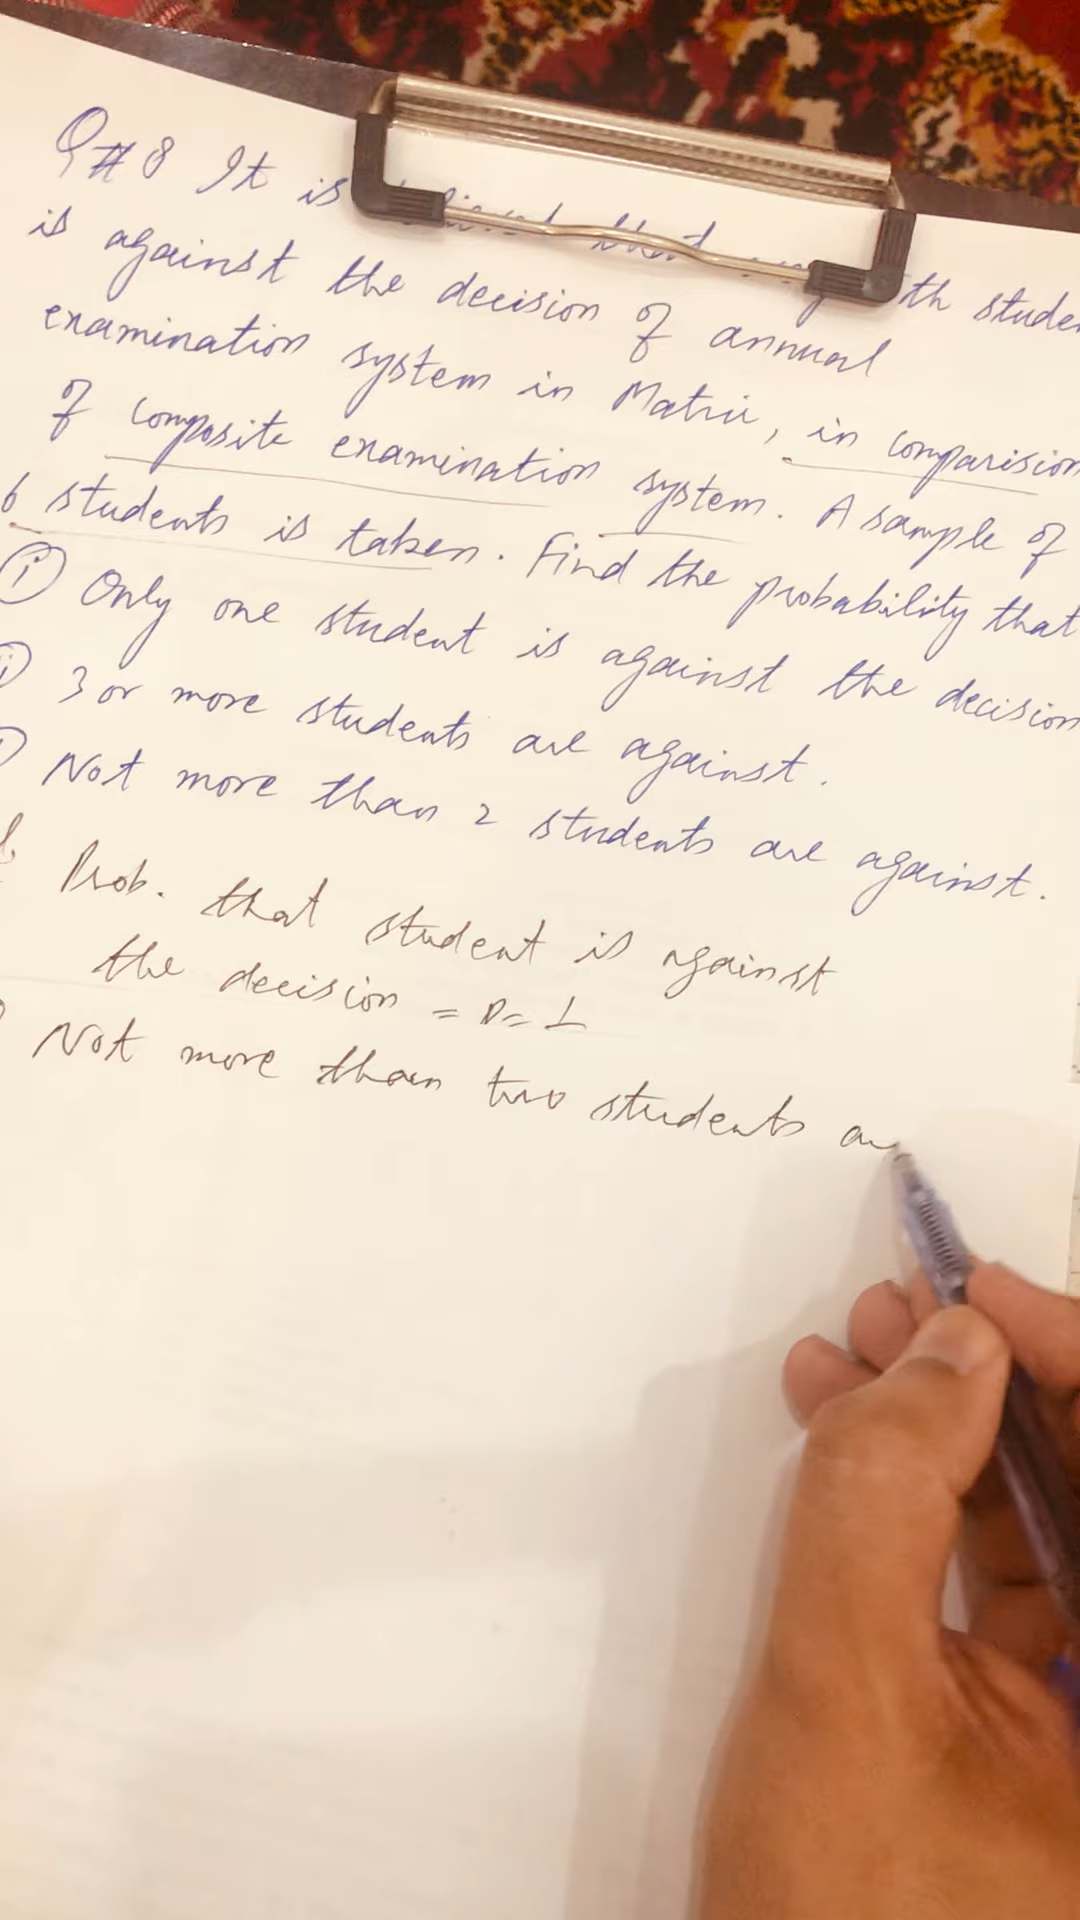 Q#8 It is that th studen
is against the decision of annual
examination system in Matric, in comparision
of composite examination system. A sample of
6 students is taken. Find the probability that
(i) Only one student is against the decision
3 or more students are against.
Not more than 2 students are against.
Prob. that student is against
the decision = P= 1
Not more than two students